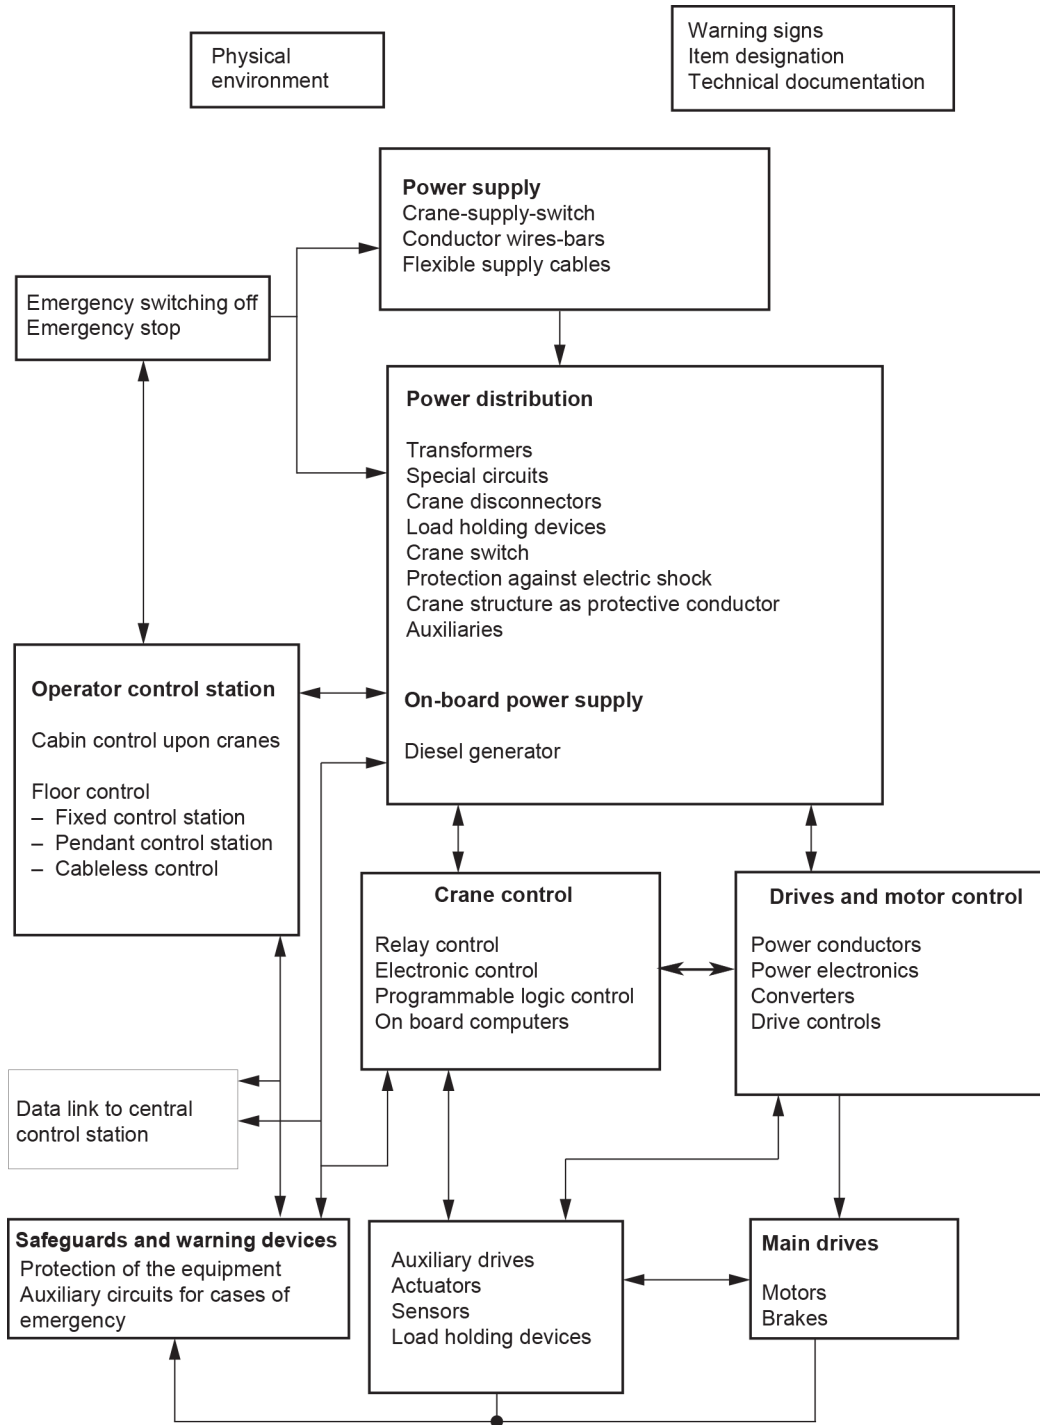 Physical
environment
Warning signs
Item designation
Technical documentation
Power supply
Crane-supply-switch
Conductor wires-bars
Flexible supply cables
Emergency switching off
Emergency stop
Power distribution
Transformers
Special circuits
Crane disconnectors
Load holding devices
Crane switch
Protection against electric shock
Crane structure as protective conductor
Auxiliaries
On-board power supply
Diesel generator
Operator control station
Cabin control upon cranes
Floor control
– Fixed control station
– Pendant control station
– Cableless control
Crane control
Relay control
Electronic control
Programmable logic control
On board computers
Drives and motor control
Power conductors
Power electronics
Converters
Drive controls
Data link to central
control station
Safeguards and warning devices
Protection of the equipment
Auxiliary circuits for cases of
emergency
Auxiliary drives
Actuators
Sensors
Load holding devices
Main drives
Motors
Brakes